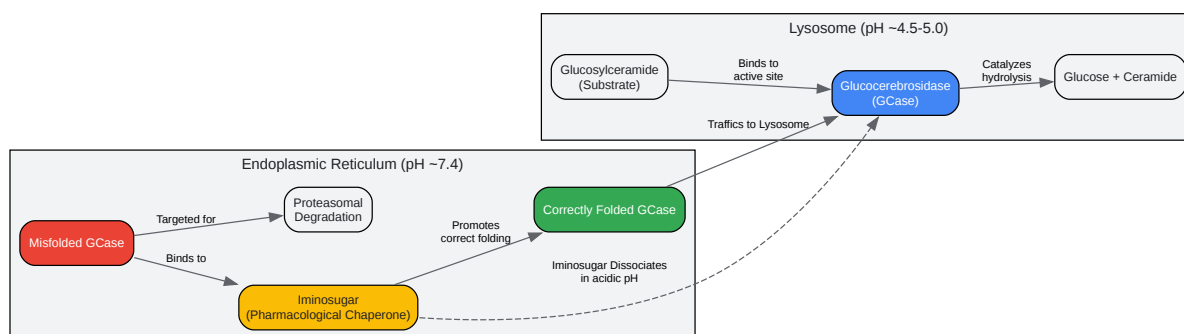 Lysosome (pH ~4.5-5.0)
Glucosylceramide
(Substrate)
Binds to
active site
Glucocerebrosidase
(GCase)
Catalyzes
hydrolysis
Glucose + Ceramide
Traffics to Lysosome
Endoplasmic Reticulum (pH ~7.4)
Misfolded GCase
Targeted for
Proteasomal
Degradation
Binds to
Iminosugar
(Pharmacological Chaperone)
Promotes
correct folding
Correctly Folded GCase
Iminosugar Dissociates
in acidic pH